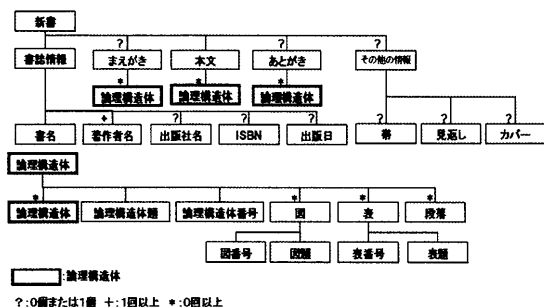 新書
? ? ?
書誌情報 まえがき 本文 あとがき その他の情報
* * *
論理構造体 論理構造体 論理構造体
+ ? ? ? ? ? ?
書名 著作者名 出版社名 ISBN 出版日 帯 見返し カバー
論理構造体
* * * *
論理構造体 論理構造体題 論理構造体番号 図 表 段落
図番号 図題 表番号 表題
:論理構造体
?:0個または1個 +:1回以上 *:0回以上